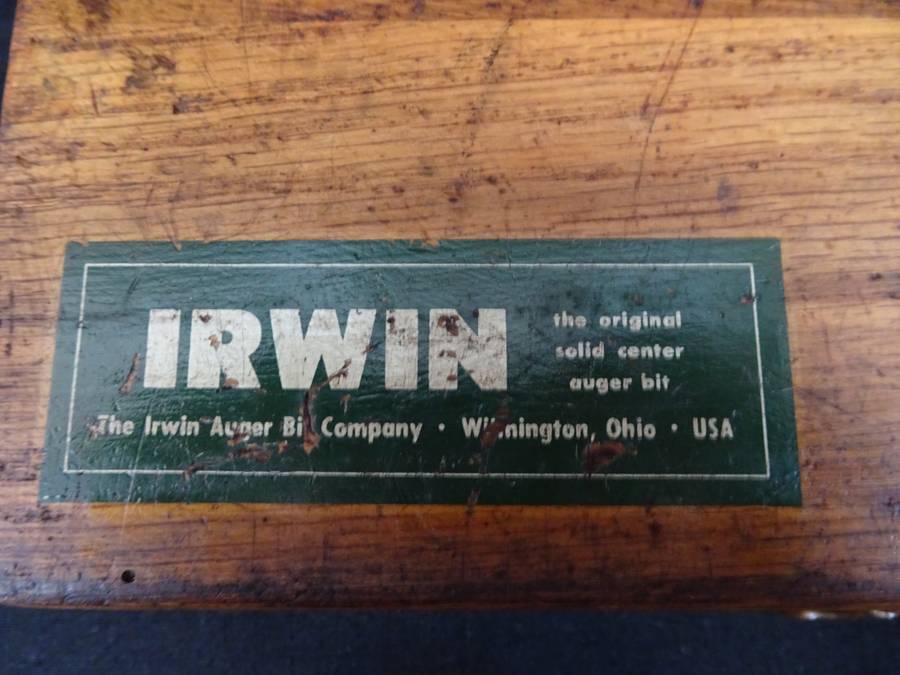 IRWIN
the original
solid center
auger bit
The Irwin Auger Bit Company • Wilmington, Ohio • USA